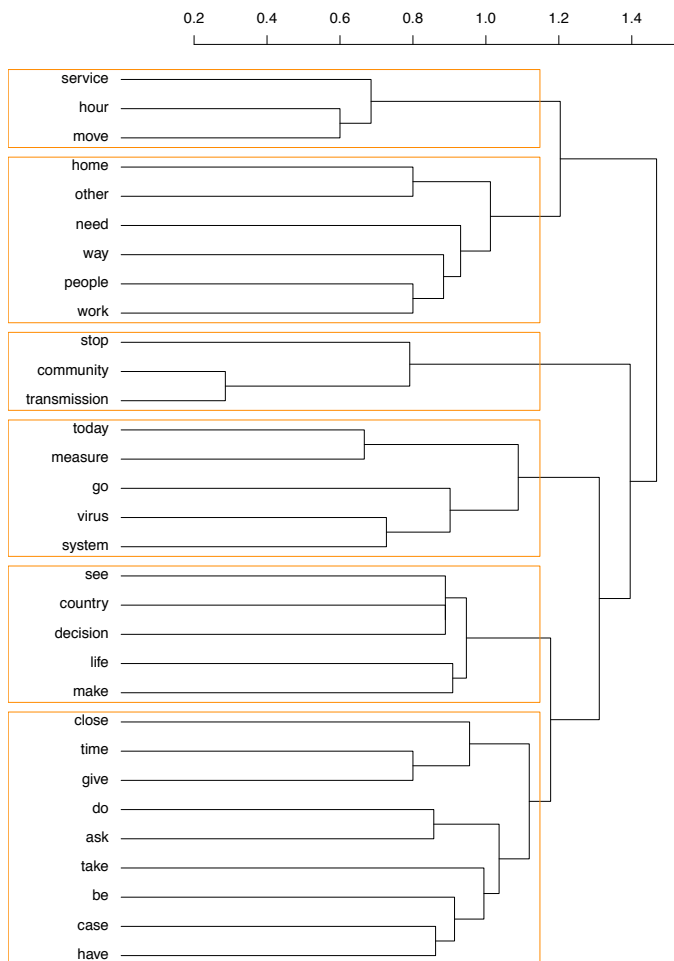 0.2 0.4 0.6 0.8 1.0 1.2 1.4
service
hour
move
home
other
need
way
people
work
stop
community
transmission
today
measure
go
virus
system
see
country
decision
life
make
close
time
give
do
ask
take
be
case
have